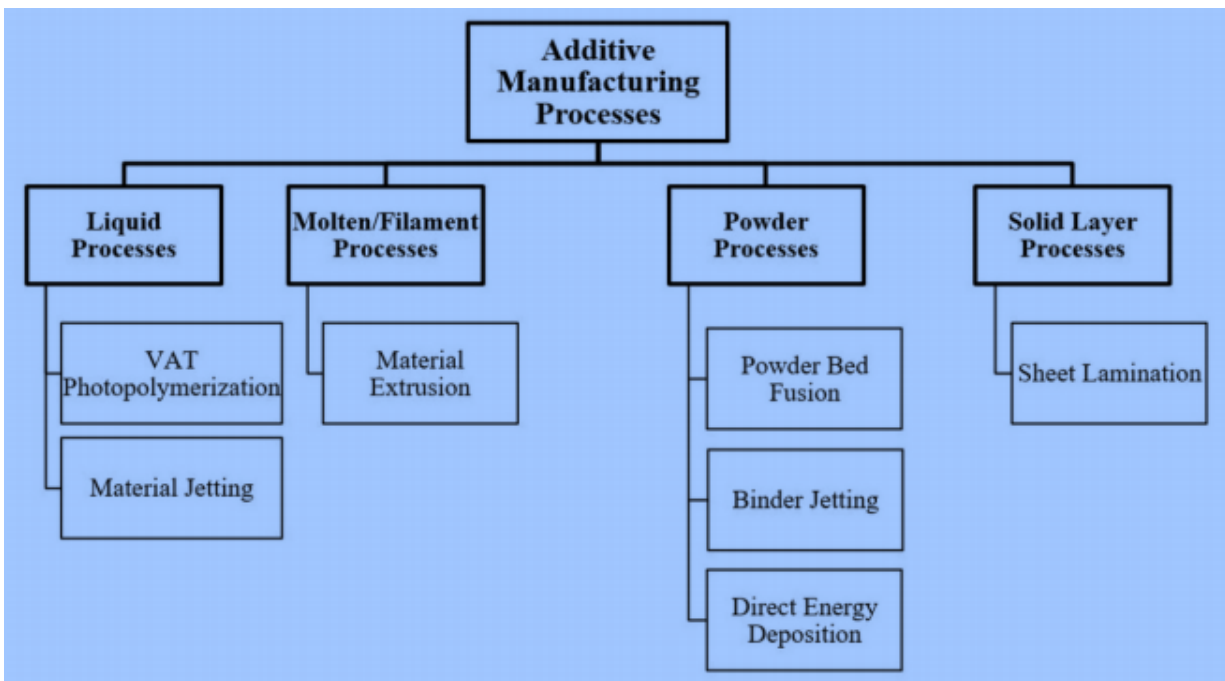 Additive
Manufacturing
Processes
Liquid
Processes
Molten/Filament
Processes
Powder
Processes
Solid Layer
Processes
VAT
Photopolymerization
Material Jetting
Material
Extrusion
Powder Bed
Fusion
Binder Jetting
Direct Energy
Deposition
Sheet Lamination